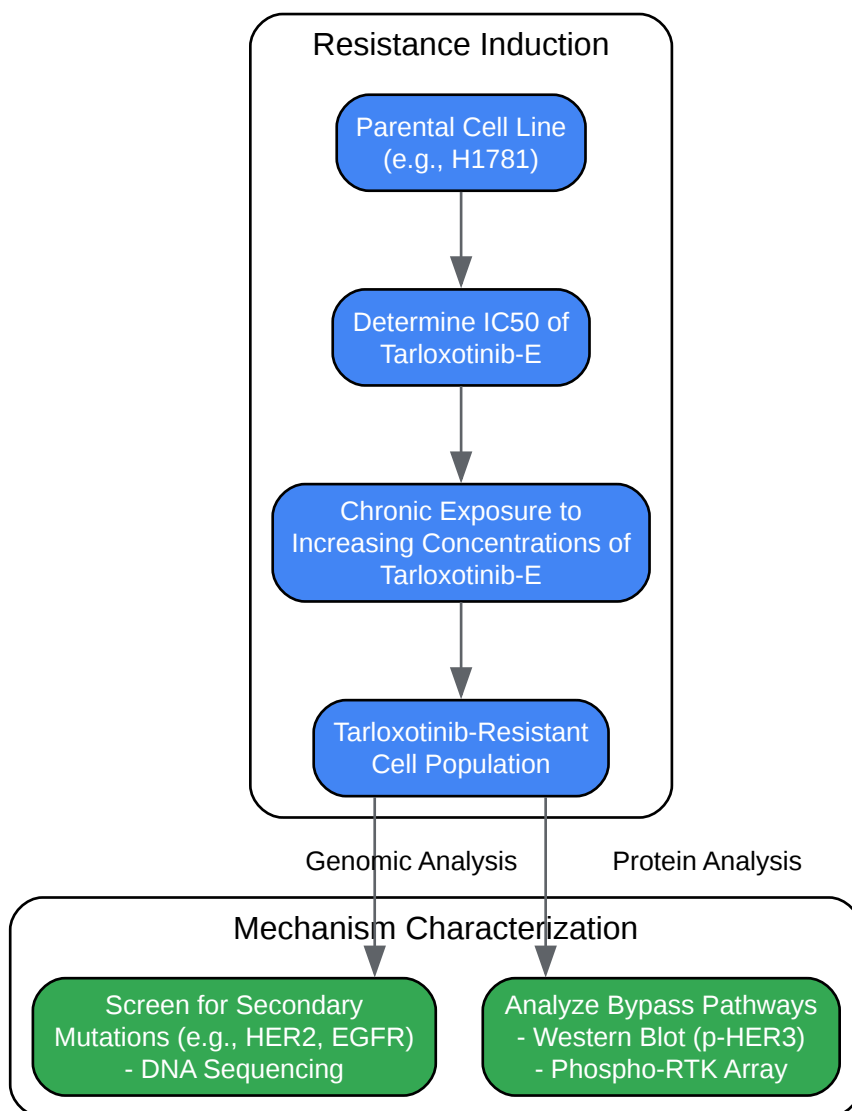 Resistance Induction
Parental Cell Line
(e.g., H1781)
Determine IC50 of
Tarloxotinib-E
Chronic Exposure to
Increasing Concentrations of
Tarloxotinib-E
Tarloxotinib-Resistant
Cell Population
Genomic Analysis
Protein Analysis
Mechanism Characterization
Screen for Secondary
Mutations (e.g., HER2, EGFR)
- DNA Sequencing
Analyze Bypass Pathways
- Western Blot (p-HER3)
- Phospho-RTK Array